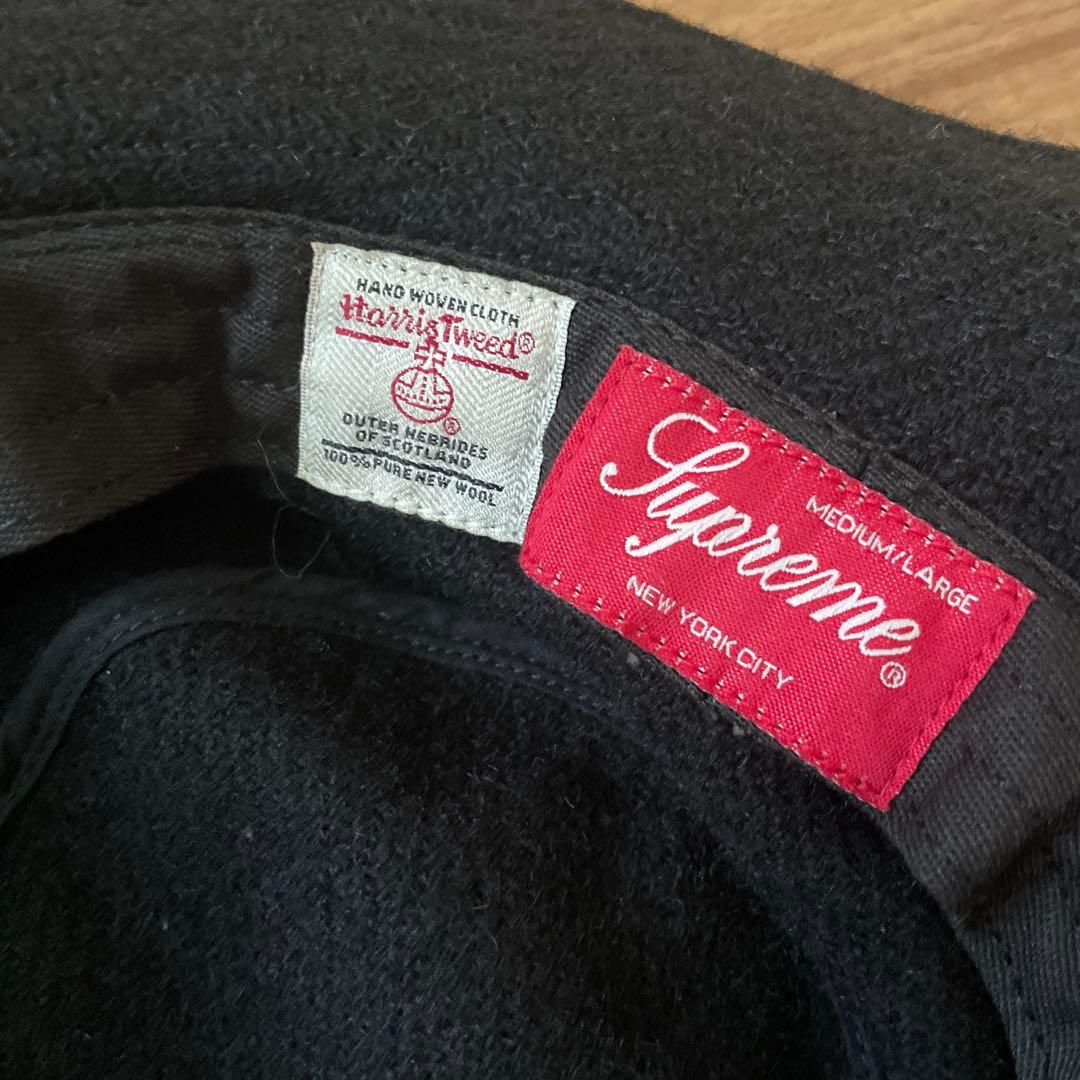 HAND WOVEN CLOTH
Harris Tweed®
®
OUTER HEBRIDES
OF SCOTLAND
100% PURE NEW WOOL
MEDIUM/LARGE
Supreme®
NEW YORK CITY